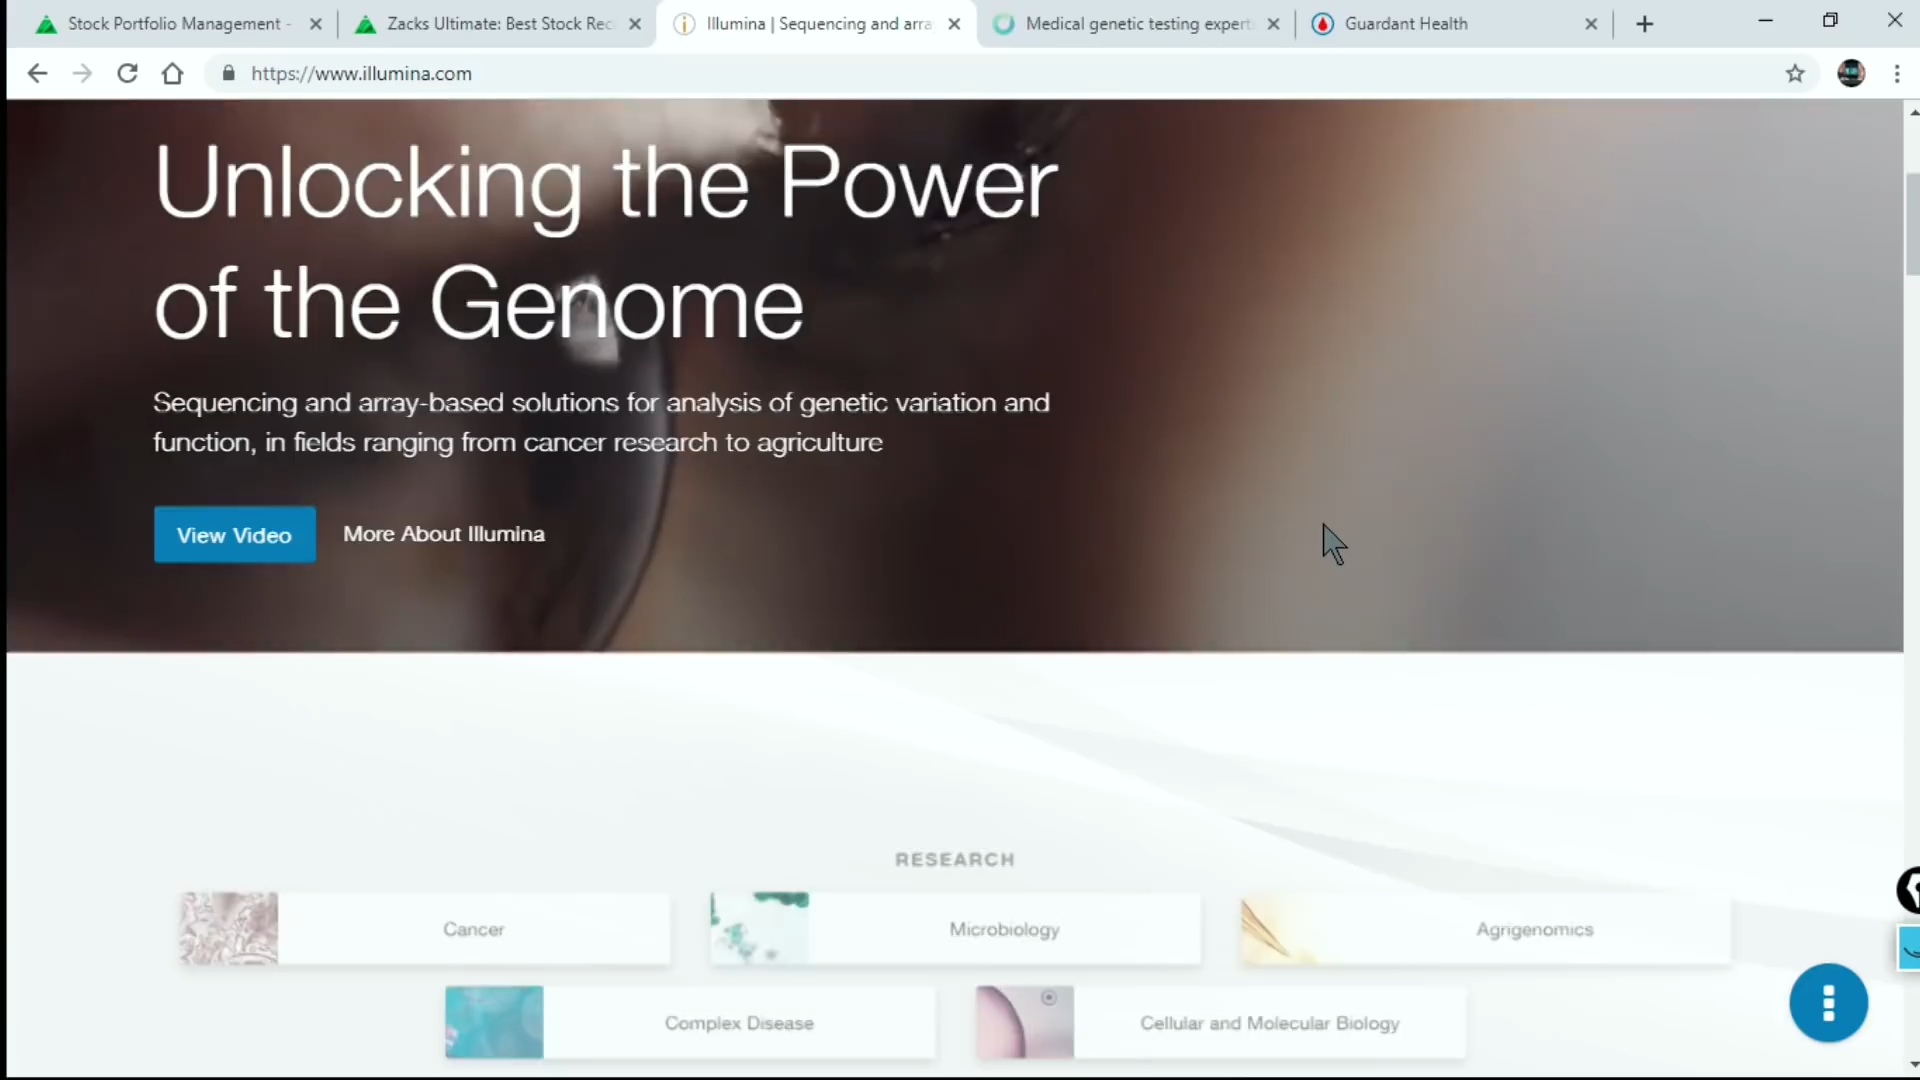 Stock Portfolio Management -
Zacks Ultimate: Best Stock Rec
Illumina | Sequencing and arra
Medical genetic testing expert
Guardant Health
https://www.illumina.com
Unlocking the Power
of the Genome
Sequencing and array-based solutions for analysis of genetic variation and
function, in fields ranging from cancer research to agriculture
View Video
More About Illumina
RESEARCH
Cancer
Microbiology
Agrigenomics
Complex Disease
Cellular and Molecular Biology